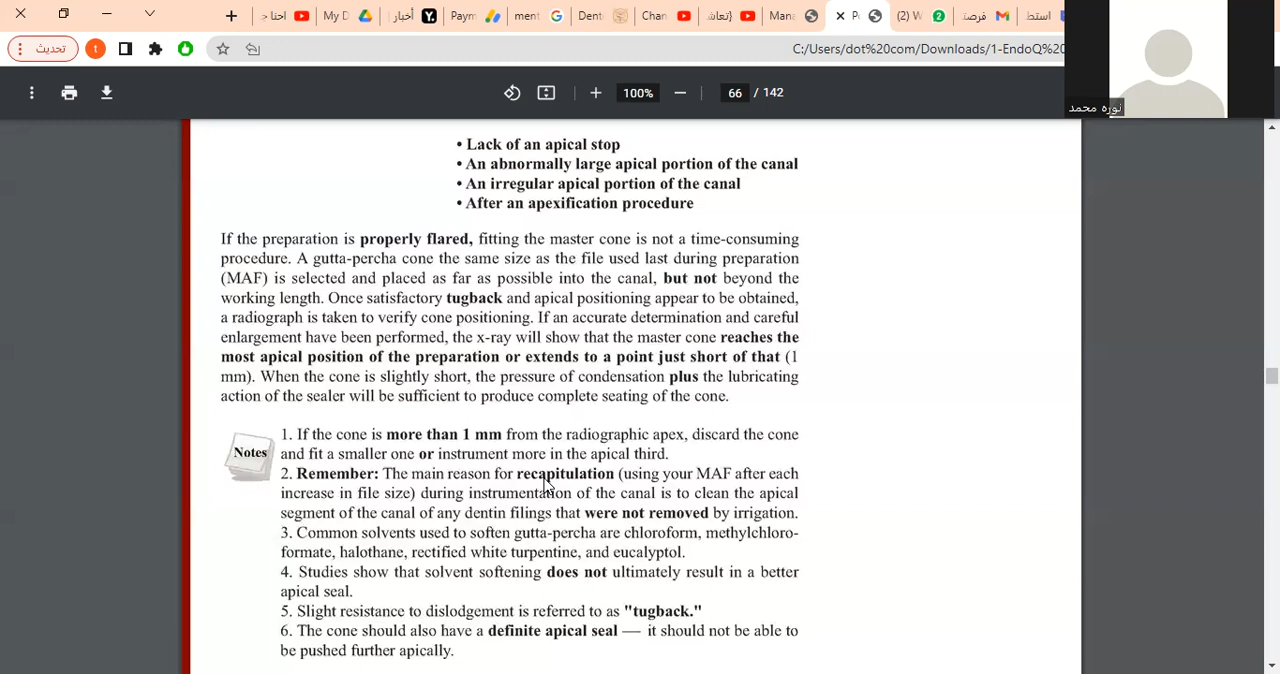 احنا ج
My D
أخبار
Paym
ment
Dent
Chan
تعاش}
Mana
Po
(2) W
فرصة
استط
تحديث
t
C:/Users/dot%20com/Downloads/1-EndoQ%20
100%
66 / 142
نوره محمد
• Lack of an apical stop
• An abnormally large apical portion of the canal
• An irregular apical portion of the canal
• After an apexification procedure
If the preparation is properly flared, fitting the master cone is not a time-consuming
procedure. A gutta-percha cone the same size as the file used last during preparation
(MAF) is selected and placed as far as possible into the canal, but not beyond the
working length. Once satisfactory tugback and apical positioning appear to be obtained,
a radiograph is taken to verify cone positioning. If an accurate determination and careful
enlargement have been performed, the x-ray will show that the master cone reaches the
most apical position of the preparation or extends to a point just short of that (1
mm). When the cone is slightly short, the pressure of condensation plus the lubricating
action of the sealer will be sufficient to produce complete seating of the cone.
Notes
1. If the cone is more than 1 mm from the radiographic apex, discard the cone
and fit a smaller one or instrument more in the apical third.
2. Remember: The main reason for recapitulation (using your MAF after each
increase in file size) during instrumentation of the canal is to clean the apical
segment of the canal of any dentin filings that were not removed by irrigation.
3. Common solvents used to soften gutta-percha are chloroform, methylchloro-
formate, halothane, rectified white turpentine, and eucalyptol.
4. Studies show that solvent softening does not ultimately result in a better
apical seal.
5. Slight resistance to dislodgement is referred to as "tugback."
6. The cone should also have a definite apical seal — it should not be able to
be pushed further apically.